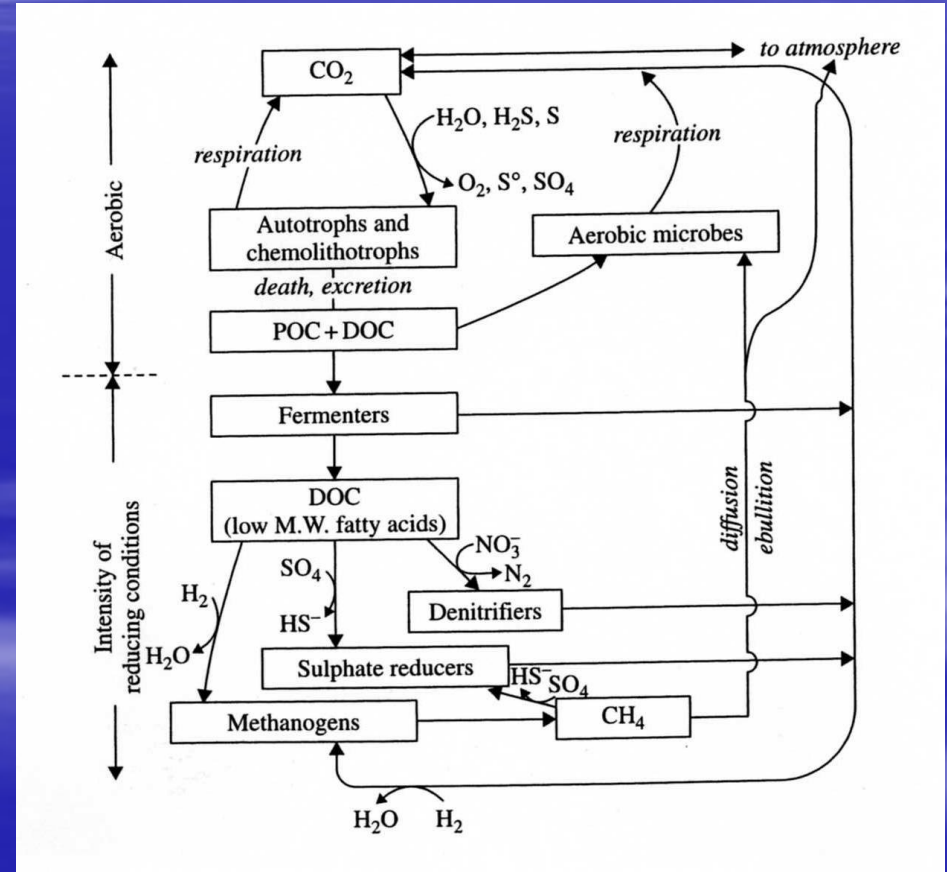 to atmosphere
CO₂
H₂O, H₂S, S
respiration
respiration
O₂, S°, SO₄
Aerobic
Autotrophs and
chemolithotrophs
Aerobic microbes
death, excretion
POC + DOC
Fermenters
diffusion
ebullition
DOC
(low M.W. fatty acids)
Intensity of
reducing conditions
NO₃⁻
SO₄
N₂
H₂
Denitrifiers
HS⁻
H₂O
Sulphate reducers
HS⁻
SO₄
Methanogens
CH₄
H₂O
H₂